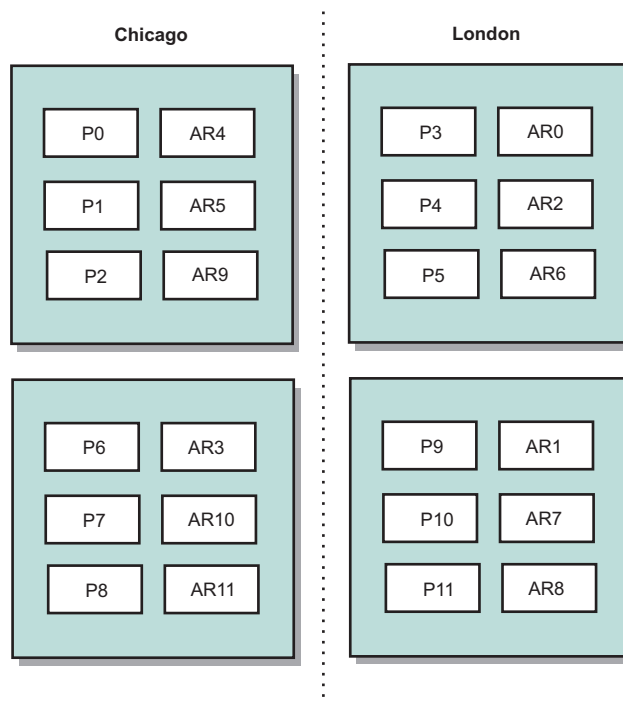 Chicago London
P0 AR4
P1 AR5
P2 AR9
P3 AR0
P4 AR2
P5 AR6
P6 AR3
P7 AR10
P8 AR11
P9 AR1
P10 AR7
P11 AR8